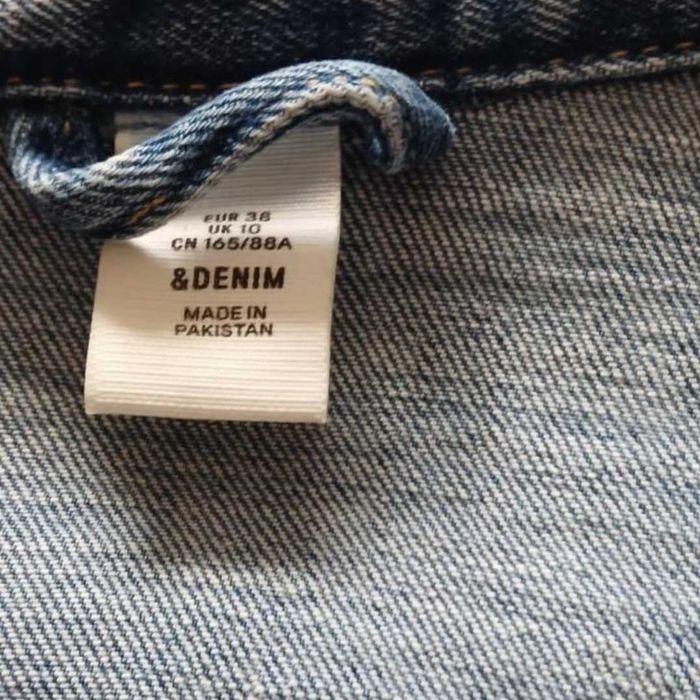 EUR 38
UK 10
CN 165/88A
&DENIM
MADE IN
PAKISTAN